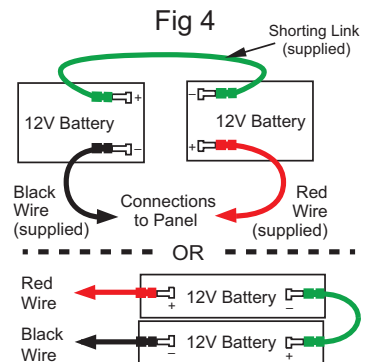 Fig 4
Shorting Link
(supplied)
+
–
12V Battery
12V Battery
–
+
Black
Wire
(supplied)
Connections
to Panel
Red
Wire
(supplied)
OR
Red
Wire
+
12V Battery
–
Black
Wire
–
12V Battery
+